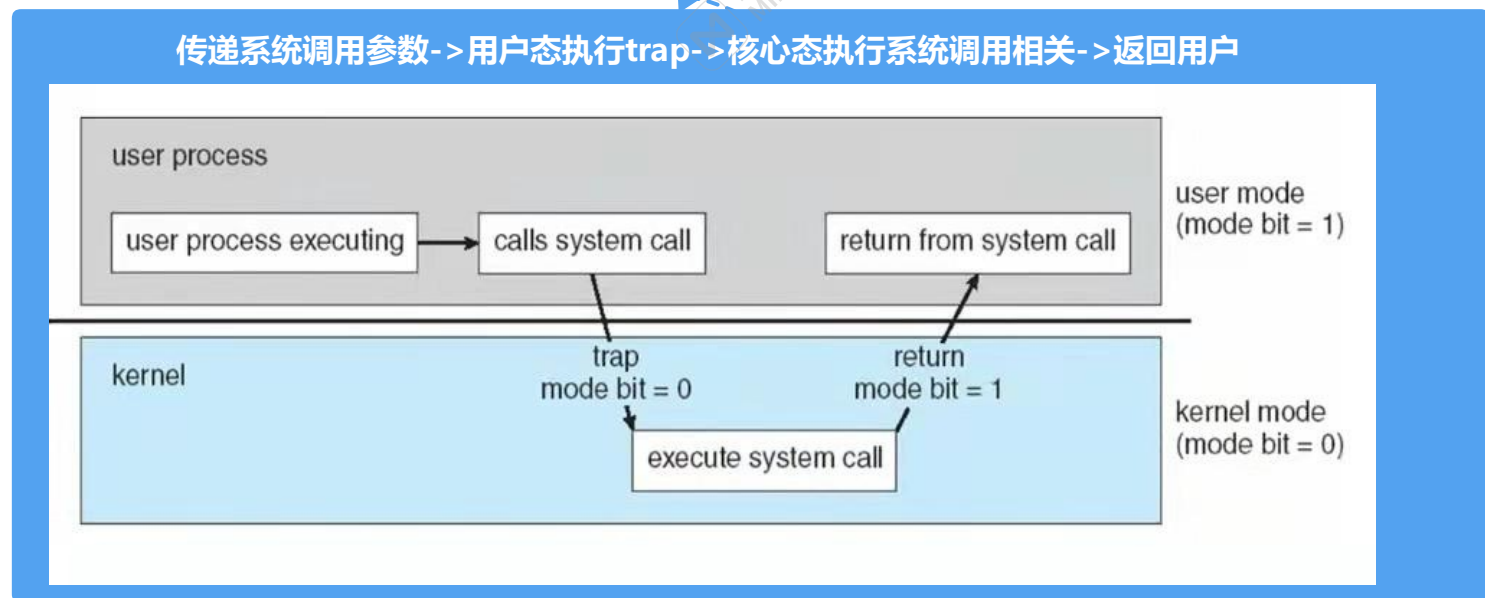 传递系统调用参数->用户态执行trap->核心态执行系统调用相关->返回用户
user process
user process executing
calls system call
return from system call
user mode
(mode bit = 1)
kernel
trap
mode bit = 0
return
mode bit = 1
execute system call
kernel mode
(mode bit = 0)